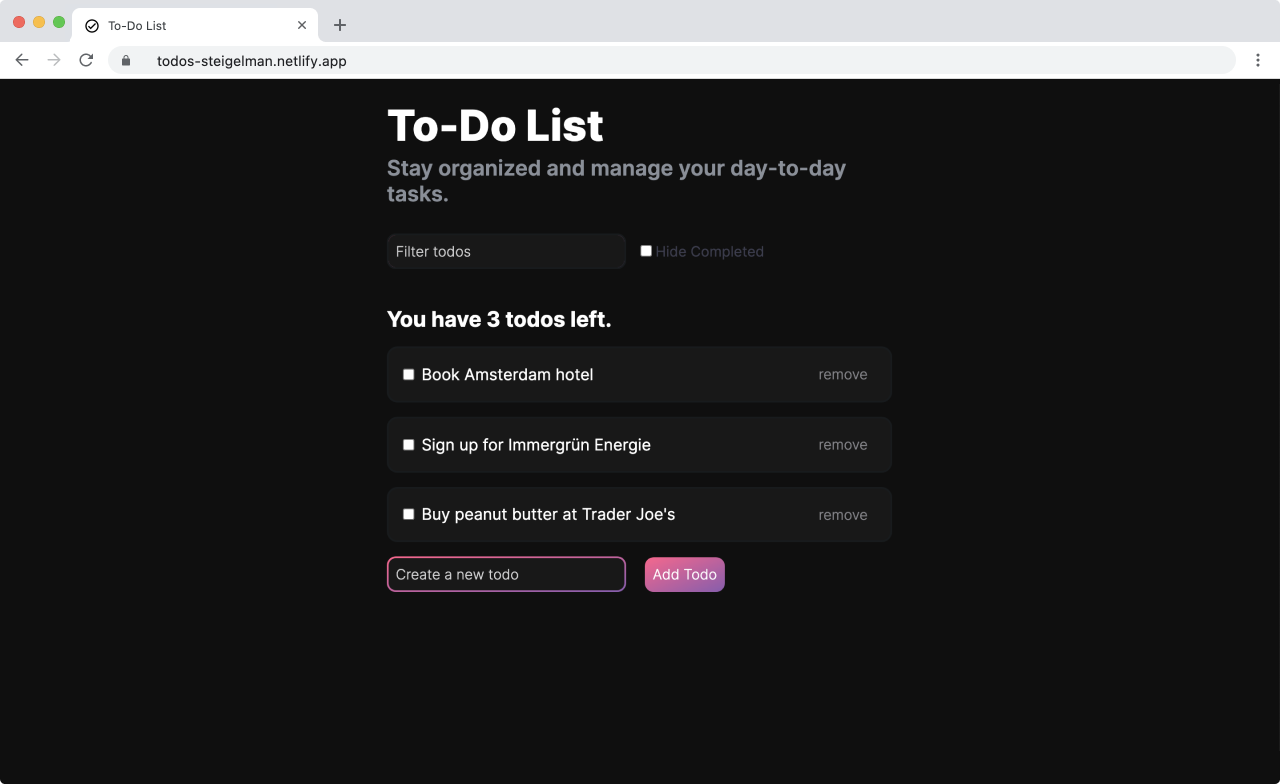 To-Do List
todos-steigelman.netlify.app
To-Do List
Stay organized and manage your day-to-day
tasks.
Filter todos
Hide Completed
You have 3 todos left.
Book Amsterdam hotel
remove
Sign up for Immergrün Energie
remove
Buy peanut butter at Trader Joe's
remove
Create a new todo
Add Todo